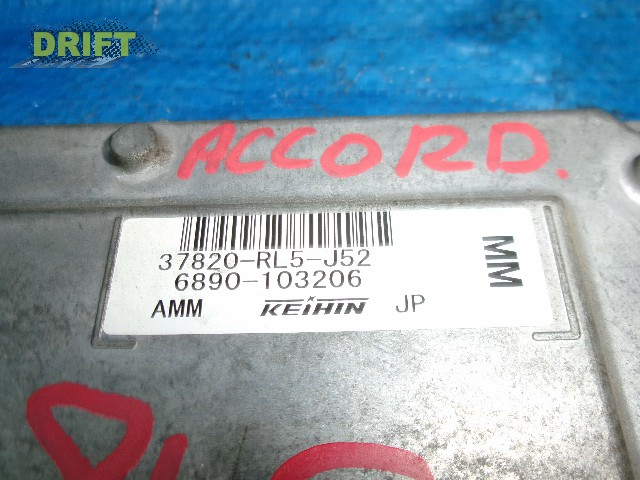 DRIFT
ACCORD.
37820-RL5-J52
6890-103206
AMM KEIHIN JP
MM